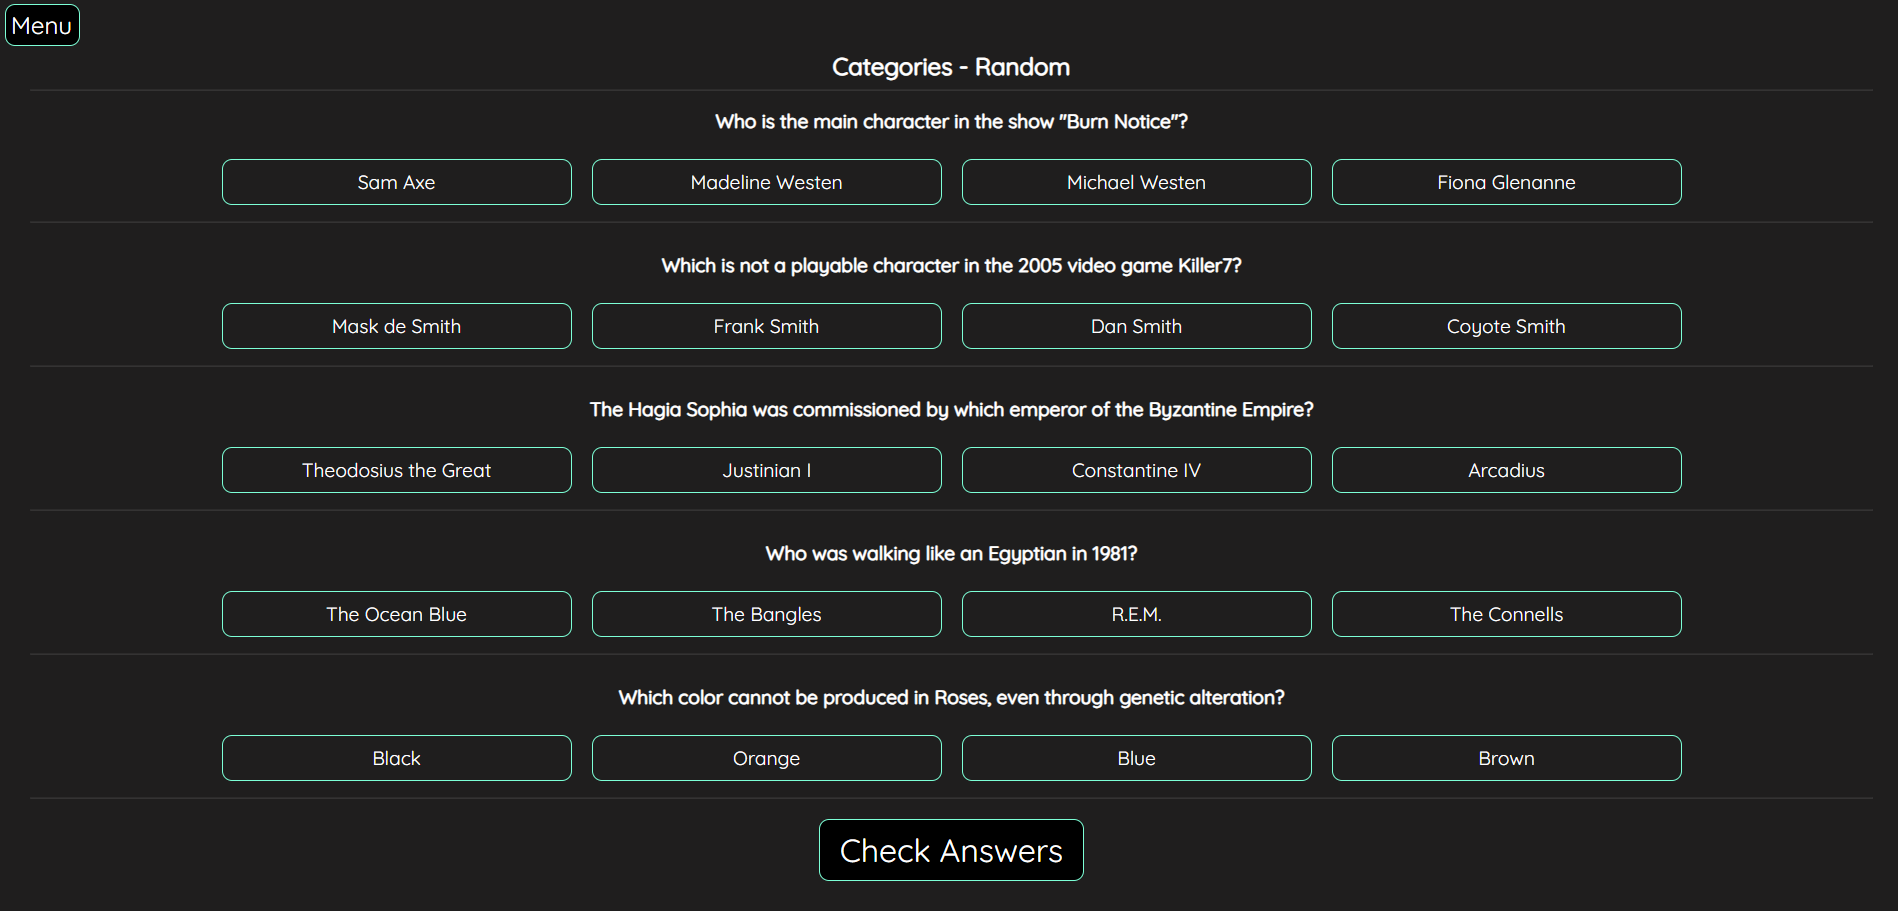 Menu
Categories - Random
Who is the main character in the show "Burn Notice"?
Sam Axe Madeline Westen Michael Westen Fiona Glenanne
Which is not a playable character in the 2005 video game Killer7?
Mask de Smith Frank Smith Dan Smith Coyote Smith
The Hagia Sophia was commissioned by which emperor of the Byzantine Empire?
Theodosius the Great Justinian I Constantine IV Arcadius
Who was walking like an Egyptian in 1981?
The Ocean Blue The Bangles R.E.M. The Connells
Which color cannot be produced in Roses, even through genetic alteration?
Black Orange Blue Brown
Check Answers